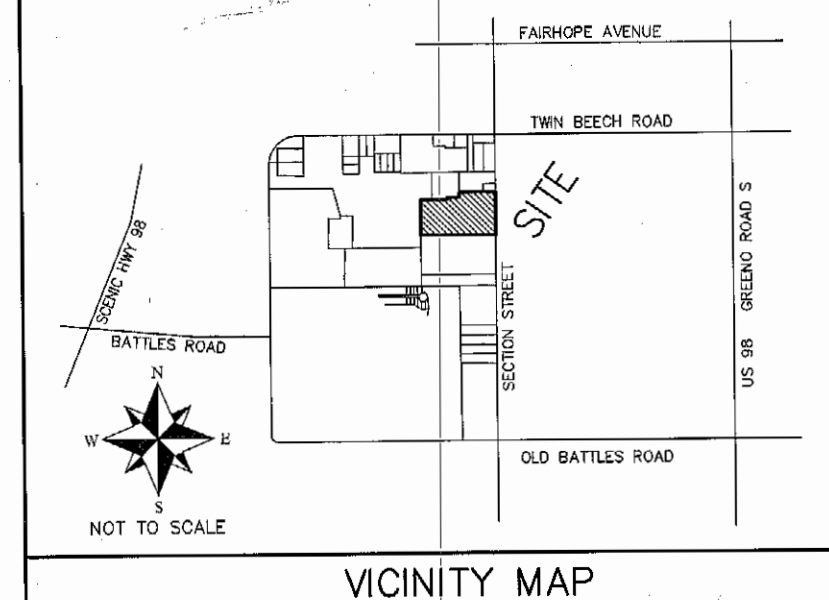 FAIRHOPE AVENUE
TWIN BEECH ROAD
SITE
SCENIC HWY 98
BATTLES ROAD
SECTION STREET
US 98 GREENO ROAD S
N
W
E
S
OLD BATTLES ROAD
NOT TO SCALE
VICINITY MAP